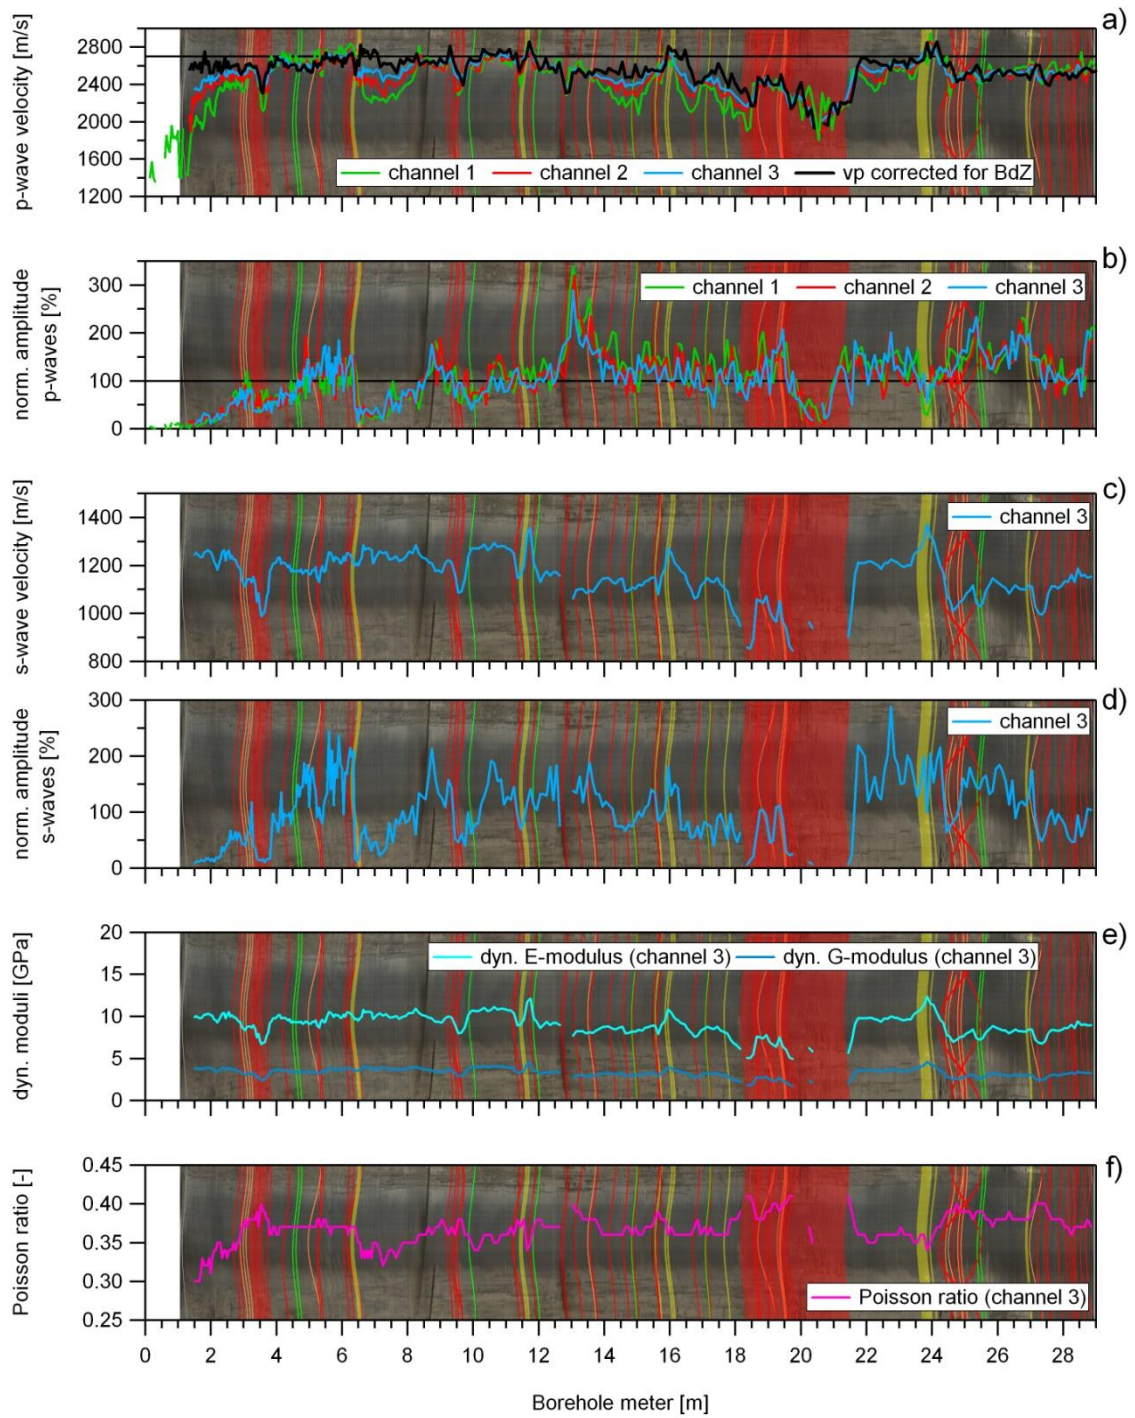 a)
p-wave velocity [m/s]
2800
2400
2000
1600
1200
channel 1 channel 2 channel 3 vp corrected for BdZ
b)
norm. amplitude
p-waves [%]
300
200
100
0
channel 1 channel 2 channel 3
c)
s-wave velocity [m/s]
1400
1200
1000
800
channel 3
d)
norm. amplitude
s-waves [%]
300
200
100
0
channel 3
e)
dyn. moduli [GPa]
20
15
10
5
0
dyn. E-modulus (channel 3) dyn. G-modulus (channel 3)
f)
Poisson ratio [-]
0.45
0.40
0.35
0.30
0.25
Poisson ratio (channel 3)
0 2 4 6 8 10 12 14 16 18 20 22 24 26 28
Borehole meter [m]